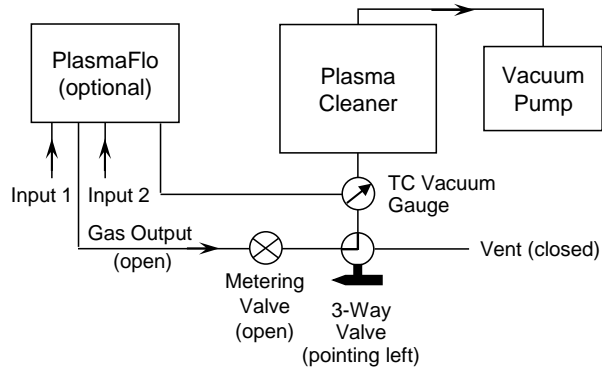 PlasmaFlo
(optional)
Plasma
Cleaner
Vacuum
Pump
Input 1
Input 2
TC Vacuum
Gauge
Gas Output
(open)
Vent (closed)
Metering
Valve
(open)
3-Way
Valve
(pointing left)